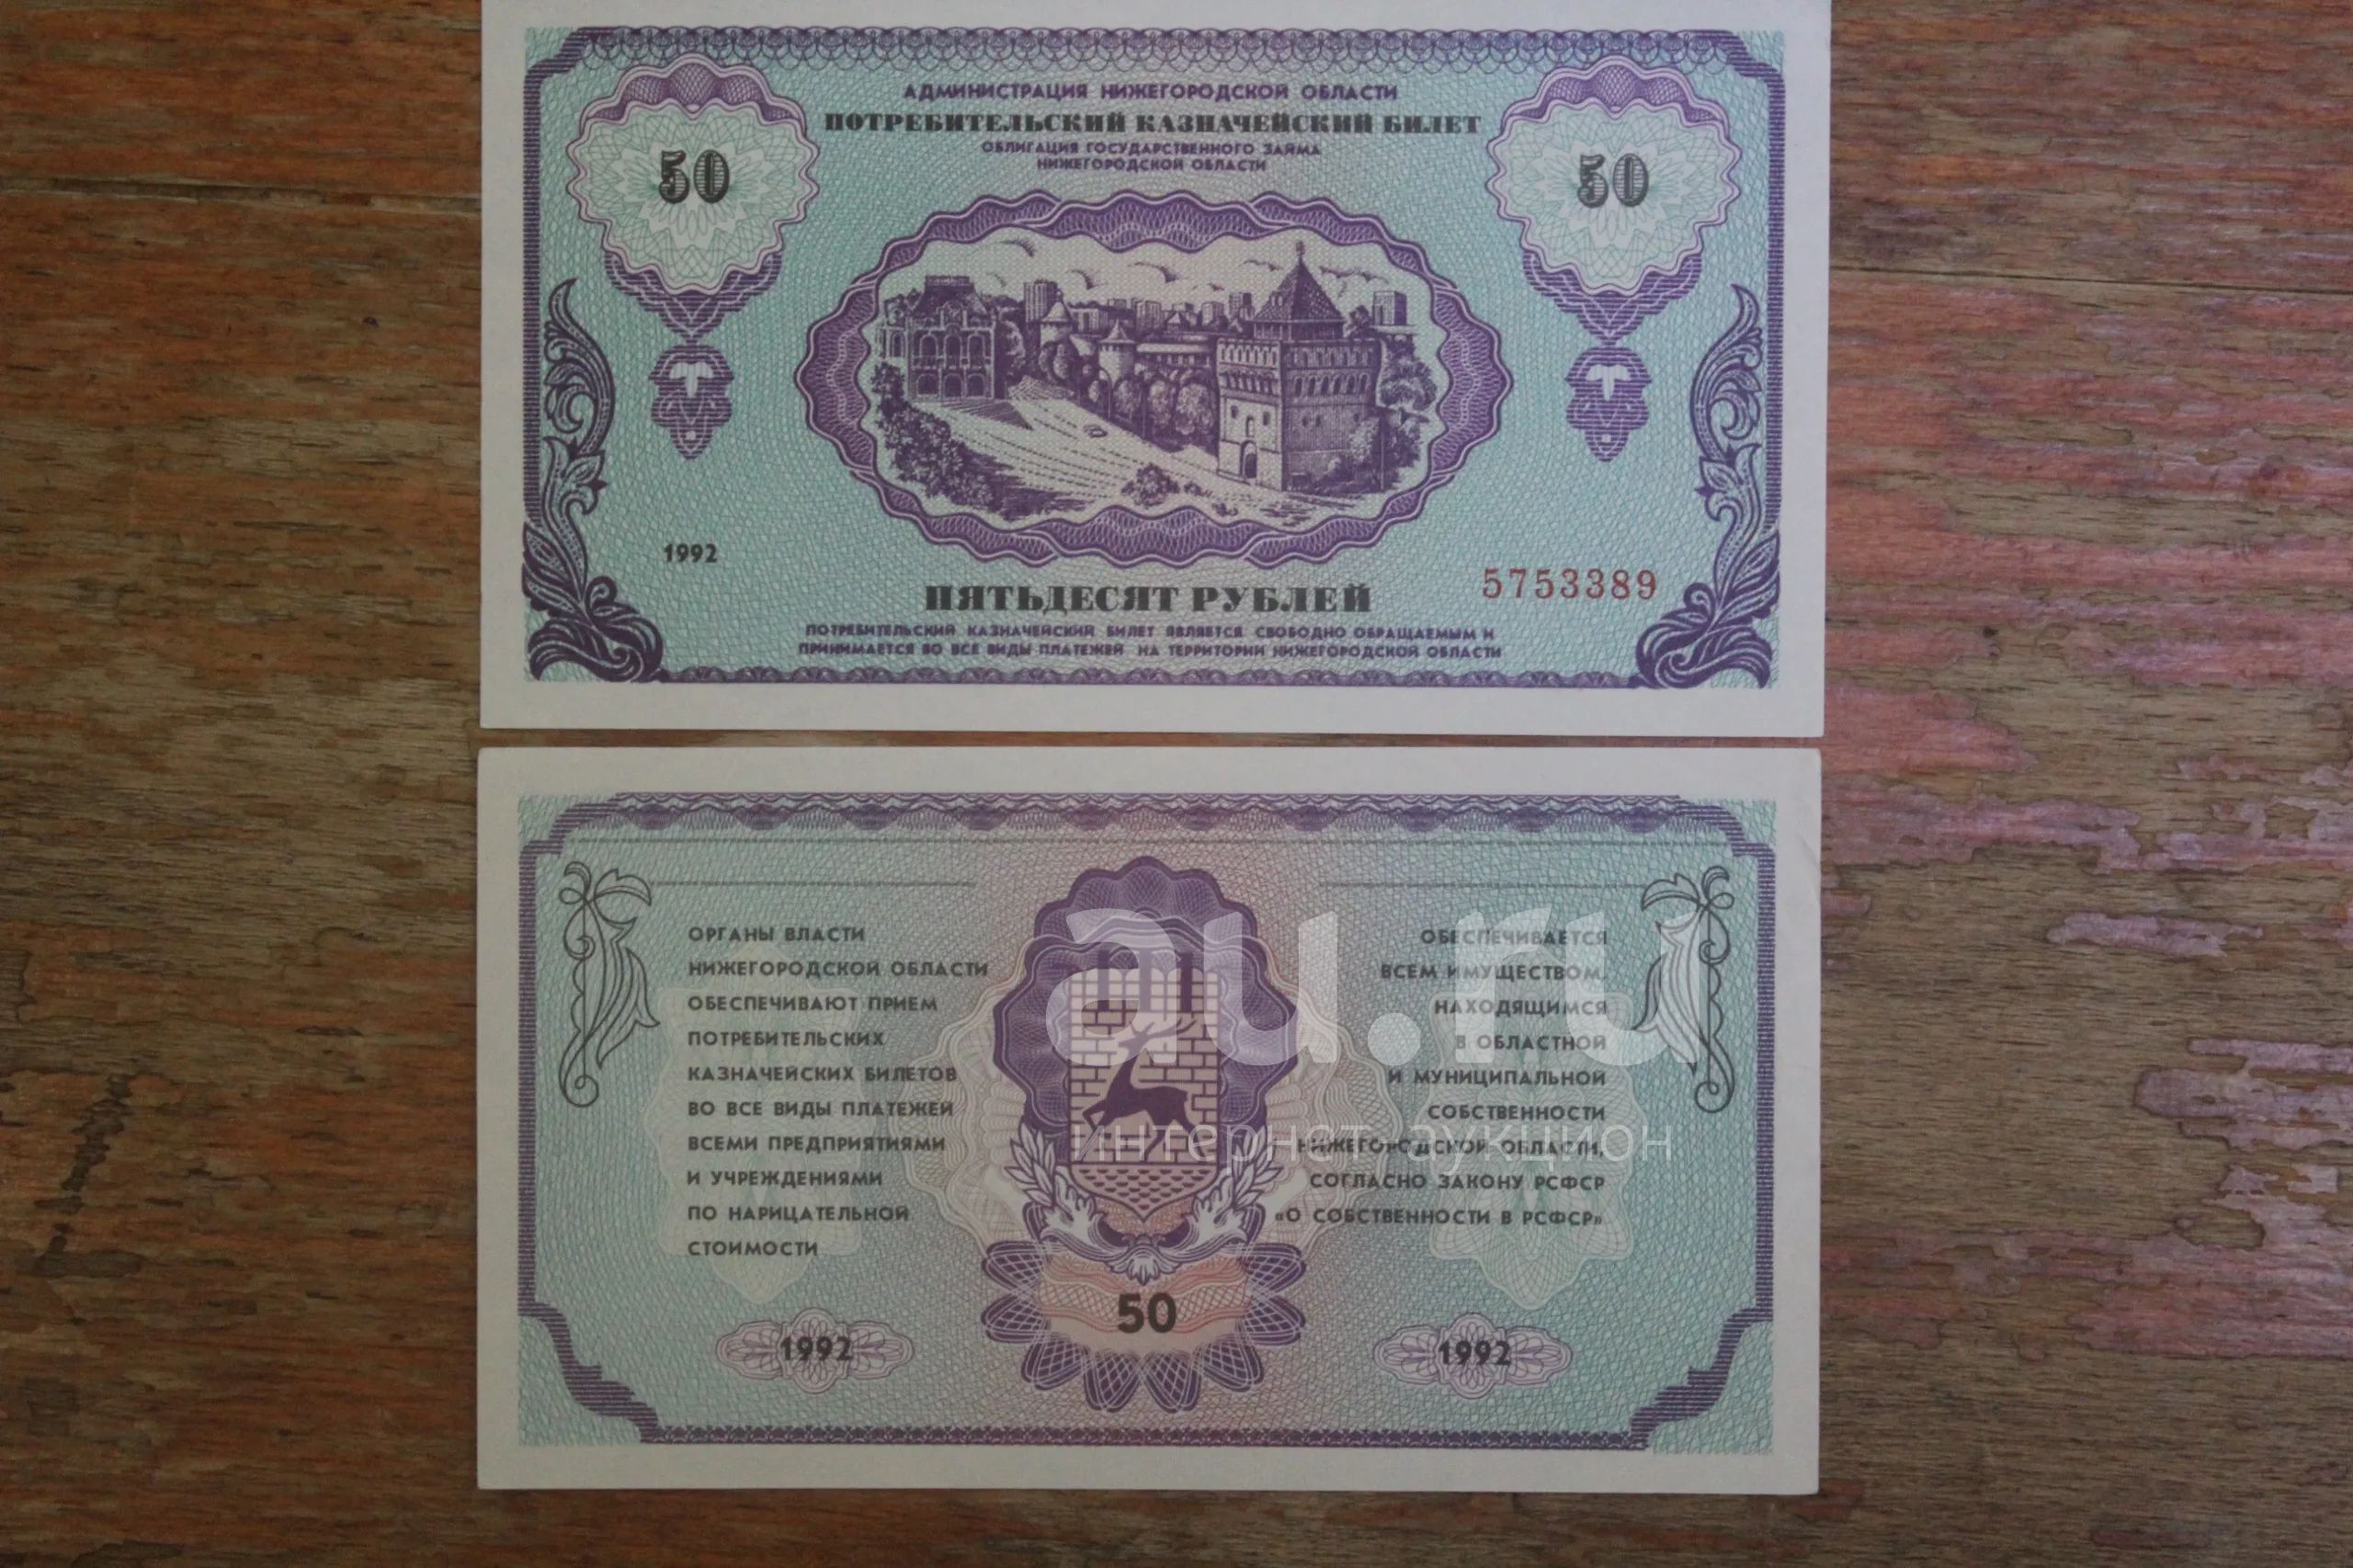 АДМИНИСТРАЦИЯ НИЖЕГОРОДСКОЙ ОБЛАСТИ
ПОТРЕБИТЕЛЬСКИЙ КАЗНАЧЕЙСКИЙ БИЛЕТ
ОБЛИГАЦИЯ ГОСУДАРСТВЕННОГО ЗАЙМА
НИЖЕГОРОДСКОЙ ОБЛАСТИ
50
50
1992
ПЯТЬДЕСЯТ РУБЛЕЙ
5753389
ПОТРЕБИТЕЛЬСКИЙ КАЗНАЧЕЙСКИЙ БИЛЕТ ЯВЛЯЕТСЯ СВОБОДНО ОБРАЩАЕМЫМ И
ПРИНИМАЕТСЯ ВО ВСЕ ВИДЫ ПЛАТЕЖЕЙ НА ТЕРРИТОРИИ НИЖЕГОРОДСКОЙ ОБЛАСТИ
ОРГАНЫ ВЛАСТИ
НИЖЕГОРОДСКОЙ ОБЛАСТИ
ОБЕСПЕЧИВАЮТ ПРИЕМ
ПОТРЕБИТЕЛЬСКИХ
КАЗНАЧЕЙСКИХ БИЛЕТОВ
ВО ВСЕ ВИДЫ ПЛАТЕЖЕЙ
ВСЕМИ ПРЕДПРИЯТИЯМИ
И УЧРЕЖДЕНИЯМИ
ПО НАРИЦАТЕЛЬНОЙ
СТОИМОСТИ
ОБЕСПЕЧИВАЕТСЯ
ВСЕМ ИМУЩЕСТВОМ,
НАХОДЯЩИМСЯ
В ОБЛАСТНОЙ
И МУНИЦИПАЛЬНОЙ
СОБСТВЕННОСТИ
НИЖЕГОРОДСКОЙ ОБЛАСТИ,
СОГЛАСНО ЗАКОНУ РСФСР
«О СОБСТВЕННОСТИ В РСФСР»
au.ru
интернет-аукцион
50
1992
1992